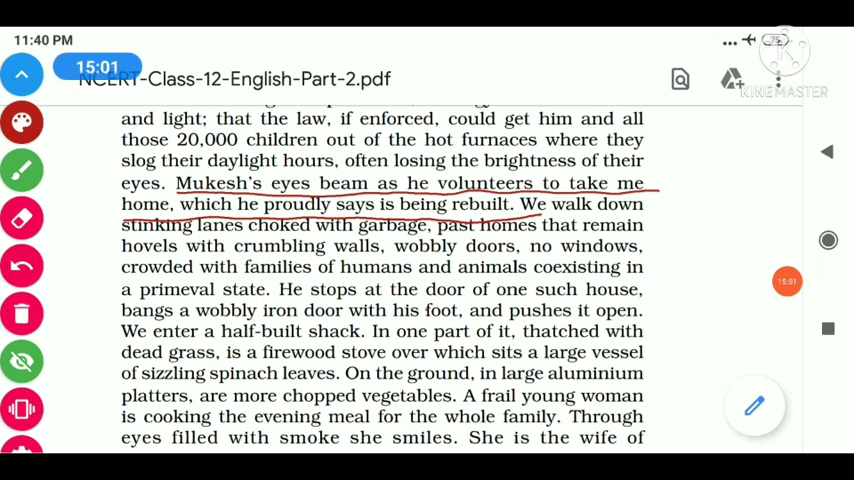 11:40 PM
75
15:01
NCERT-Class-12-English-Part-2.pdf
KINEMASTER
and light; that the law, if enforced, could get him and all
those 20,000 children out of the hot furnaces where they
slog their daylight hours, often losing the brightness of their
eyes. Mukesh's eyes beam as he volunteers to take me
home, which he proudly says is being rebuilt. We walk down
stinking lanes choked with garbage, past homes that remain
hovels with crumbling walls, wobbly doors, no windows,
crowded with families of humans and animals coexisting in
a primeval state. He stops at the door of one such house,
15:01
bangs a wobbly iron door with his foot, and pushes it open.
We enter a half-built shack. In one part of it, thatched with
dead grass, is a firewood stove over which sits a large vessel
of sizzling spinach leaves. On the ground, in large aluminium
platters, are more chopped vegetables. A frail young woman
is cooking the evening meal for the whole family. Through
eyes filled with smoke she smiles. She is the wife of